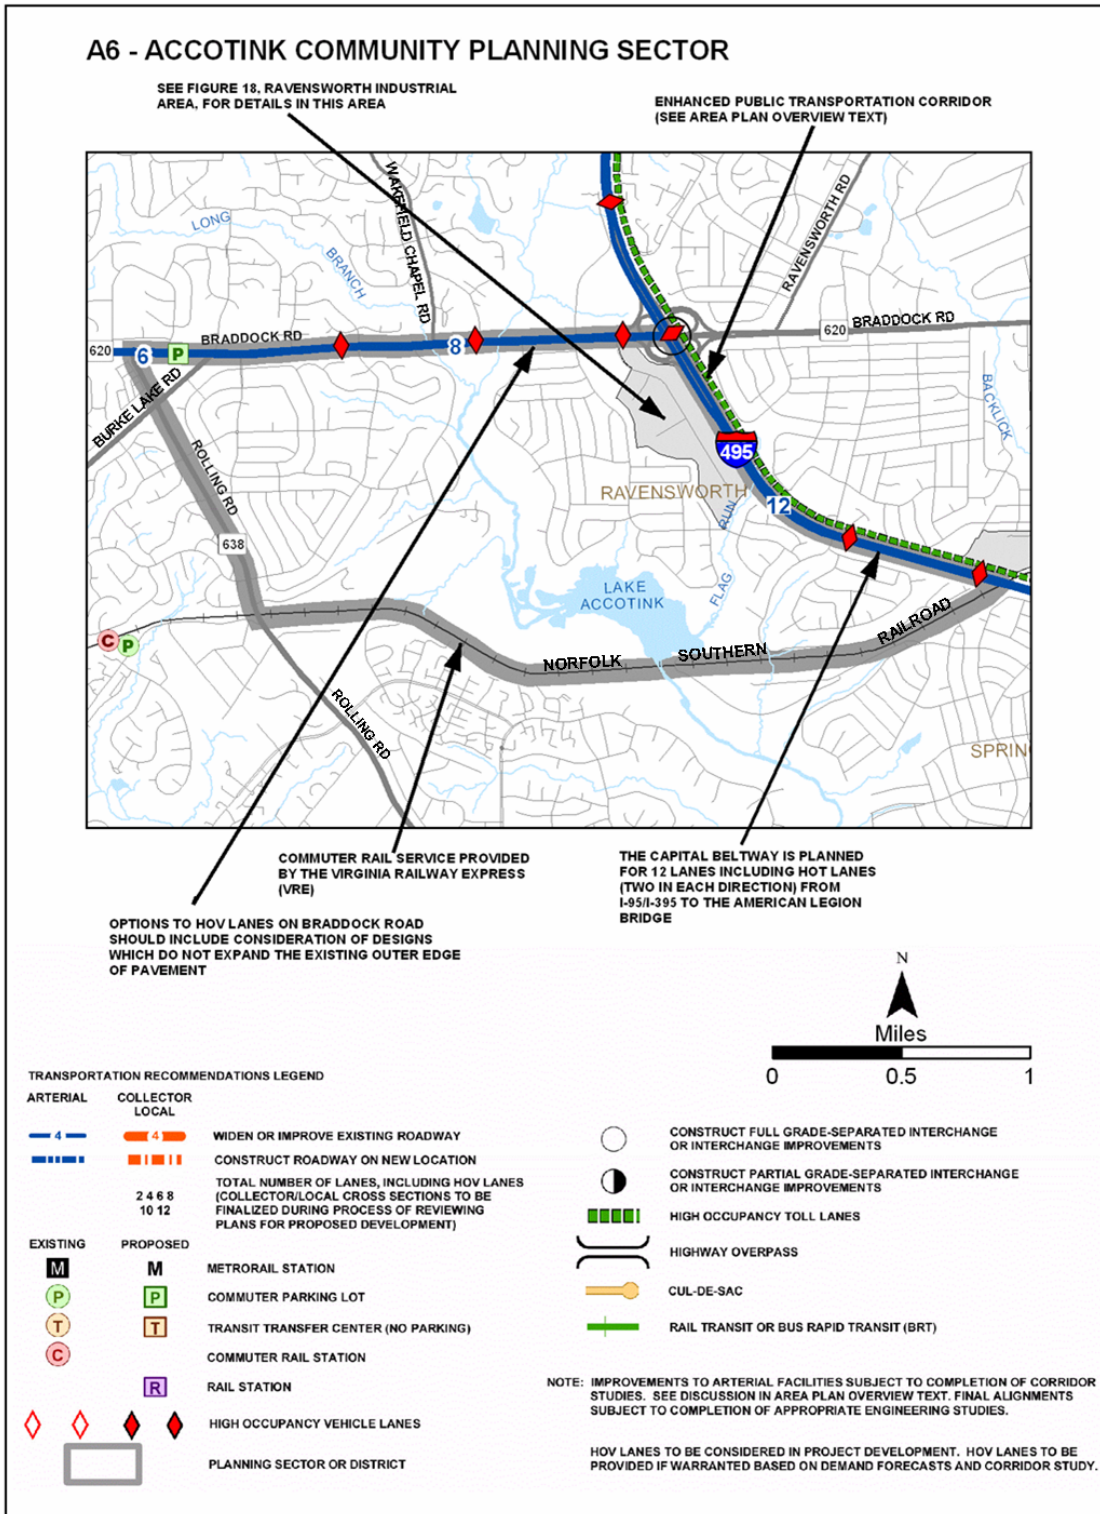 A6 - ACCOTINK COMMUNITY PLANNING SECTOR
SEE FIGURE 18, RAVENSWORTH INDUSTRIAL
AREA, FOR DETAILS IN THIS AREA
ENHANCED PUBLIC TRANSPORTATION CORRIDOR
(SEE AREA PLAN OVERVIEW TEXT)
WAKEFIELD CHAPEL RD
RAVENSWORTH RD
LONG
BRANCH
BRADDOCK RD
620
BRADDOCK RD
620
6
P
8
BURKE LAKE RD
BACKLICK
ROLLING RD
495
RAVENSWORTH
12
RUN
638
FLAG
LAKE
ACCOTINK
C
P
NORFOLK
SOUTHERN
RAILROAD
ROLLING RD
SPRIN
COMMUTER RAIL SERVICE PROVIDED
BY THE VIRGINIA RAILWAY EXPRESS
(VRE)
THE CAPITAL BELTWAY IS PLANNED
FOR 12 LANES INCLUDING HOT LANES
(TWO IN EACH DIRECTION) FROM
I-95/I-395 TO THE AMERICAN LEGION
BRIDGE
OPTIONS TO HOV LANES ON BRADDOCK ROAD
SHOULD INCLUDE CONSIDERATION OF DESIGNS
WHICH DO NOT EXPAND THE EXISTING OUTER EDGE
OF PAVEMENT
N
Miles
0 0.5 1
TRANSPORTATION RECOMMENDATIONS LEGEND
ARTERIAL COLLECTOR
LOCAL
4 4 WIDEN OR IMPROVE EXISTING ROADWAY
CONSTRUCT ROADWAY ON NEW LOCATION
2 4 6 8
10 12
TOTAL NUMBER OF LANES, INCLUDING HOV LANES
(COLLECTOR/LOCAL CROSS SECTIONS TO BE
FINALIZED DURING PROCESS OF REVIEWING
PLANS FOR PROPOSED DEVELOPMENT)
EXISTING PROPOSED
M M METRORAIL STATION
P P COMMUTER PARKING LOT
T T TRANSIT TRANSFER CENTER (NO PARKING)
C COMMUTER RAIL STATION
R RAIL STATION
HIGH OCCUPANCY VEHICLE LANES
PLANNING SECTOR OR DISTRICT
CONSTRUCT FULL GRADE-SEPARATED INTERCHANGE
OR INTERCHANGE IMPROVEMENTS
CONSTRUCT PARTIAL GRADE-SEPARATED INTERCHANGE
OR INTERCHANGE IMPROVEMENTS
HIGH OCCUPANCY TOLL LANES
HIGHWAY OVERPASS
CUL-DE-SAC
RAIL TRANSIT OR BUS RAPID TRANSIT (BRT)
NOTE: IMPROVEMENTS TO ARTERIAL FACILITIES SUBJECT TO COMPLETION OF CORRIDOR
STUDIES. SEE DISCUSSION IN AREA PLAN OVERVIEW TEXT. FINAL ALIGNMENTS
SUBJECT TO COMPLETION OF APPROPRIATE ENGINEERING STUDIES.
HOV LANES TO BE CONSIDERED IN PROJECT DEVELOPMENT. HOV LANES TO BE
PROVIDED IF WARRANTED BASED ON DEMAND FORECASTS AND CORRIDOR STUDY.